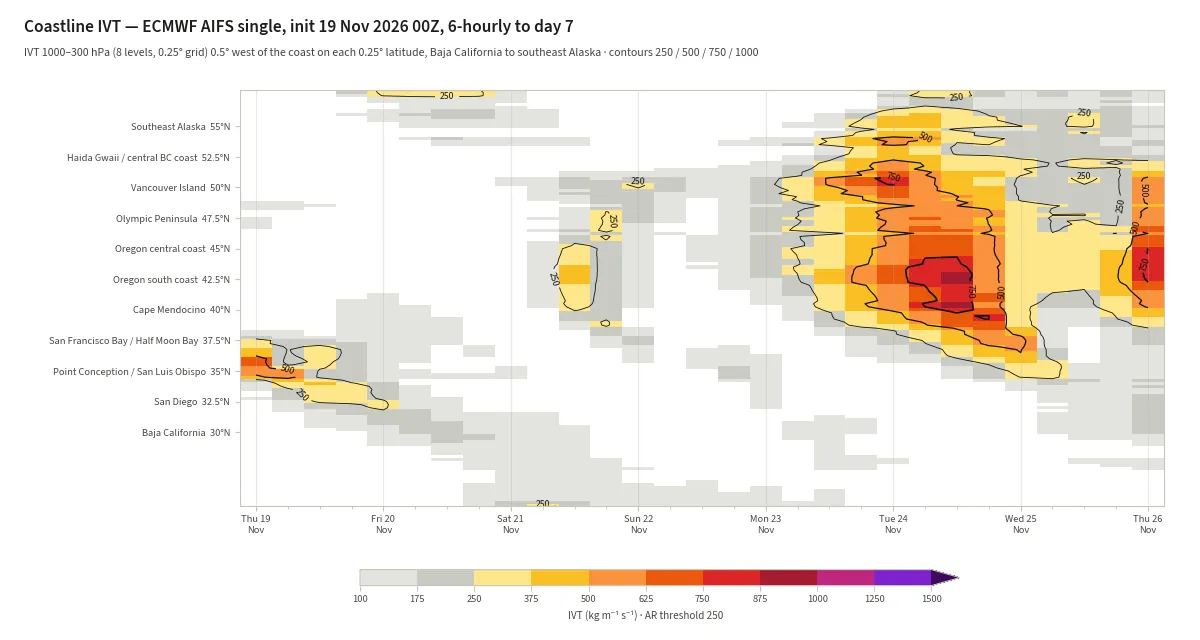 Coastline IVT — ECMWF AIFS single, init 19 Nov 2026 00Z, 6-hourly to day 7
IVT 1000–300 hPa (8 levels, 0.25° grid) 0.5° west of the coast on each 0.25° latitude, Baja California to southeast Alaska · contours 250 / 500 / 750 / 1000
250 250
250
Southeast Alaska 55°N
500
Haida Gwaii / central BC coast 52.5°N
250 750 250
Vancouver Island 50°N
500
250
Olympic Peninsula 47.5°N
250
500
Oregon central coast 45°N
750
Oregon south coast 42.5°N
250
750 500
Cape Mendocino 40°N
San Francisco Bay / Half Moon Bay 37.5°N
500
Point Conception / San Luis Obispo 35°N
250
San Diego 32.5°N
Baja California 30°N
250
Thu 19 Fri 20 Sat 21 Sun 22 Mon 23 Tue 24 Wed 25 Thu 26
Nov Nov Nov Nov Nov Nov Nov Nov
100 175 250 375 500 625 750 875 1000 1250 1500
IVT (kg m⁻¹ s⁻¹) · AR threshold 250